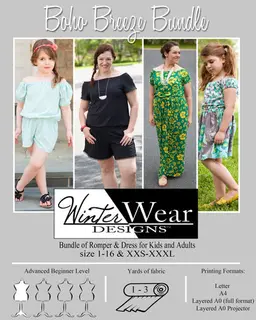 Boho Breeze Bundle
Winter Wear
DESIGNS
Bundle of Romper & Dress for Kids and Adults
size 1-16 & XXS-XXXL
Advanced Beginner Level
Yards of fabric
Printing Formats:
1 - 3
Letter
A4
Layered A0 (full format)
Layered A0 Projector